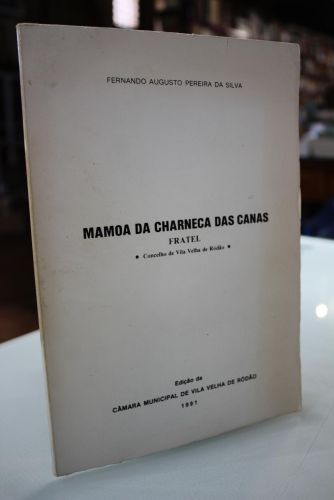 FERNANDO AUGUSTO PEREIRA DA SILVA
MAMOA DA CHARNECA DAS CANAS
FRATEL
• Concelho de Vila Velha de Ródão •
Edição da
CÂMARA MUNICIPAL DE VILA VELHA DE RÓDÃO
1991